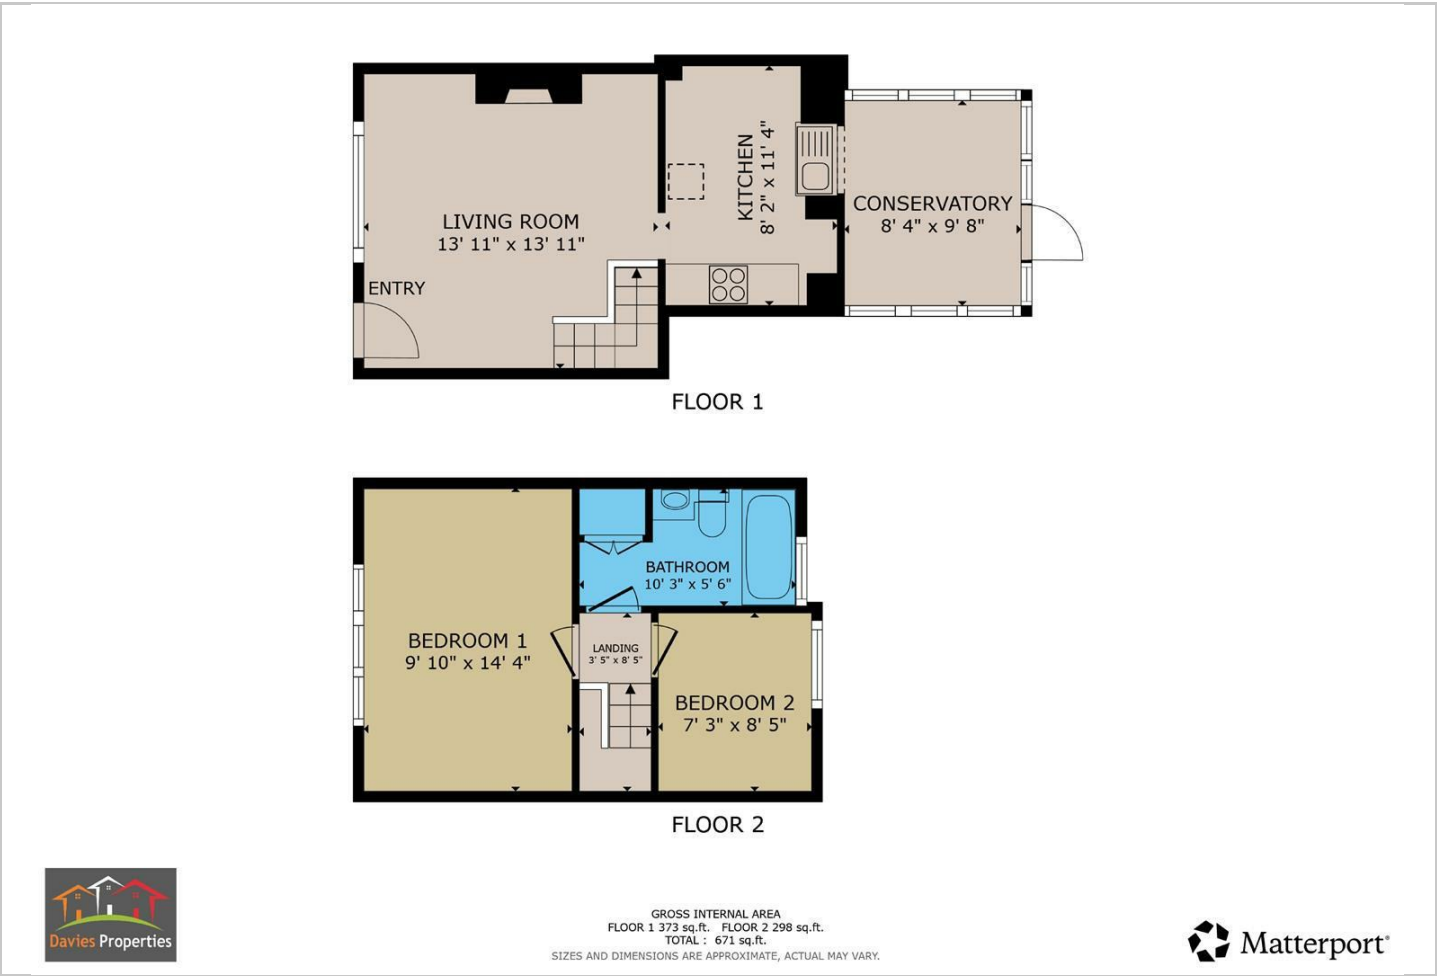 LIVING ROOM
13' 11" x 13' 11"
ENTRY
KITCHEN
8' 2" x 11' 4"
CONSERVATORY
8' 4" x 9' 8"
FLOOR 1
BEDROOM 1
9' 10" x 14' 4"
BATHROOM
10' 3" x 5' 6"
LANDING
3' 5" x 8' 5"
BEDROOM 2
7' 3" x 8' 5"
FLOOR 2
Davies Properties
GROSS INTERNAL AREA
FLOOR 1 373 sq.ft. FLOOR 2 298 sq.ft.
TOTAL : 671 sq.ft.
SIZES AND DIMENSIONS ARE APPROXIMATE, ACTUAL MAY VARY.
Matterport®